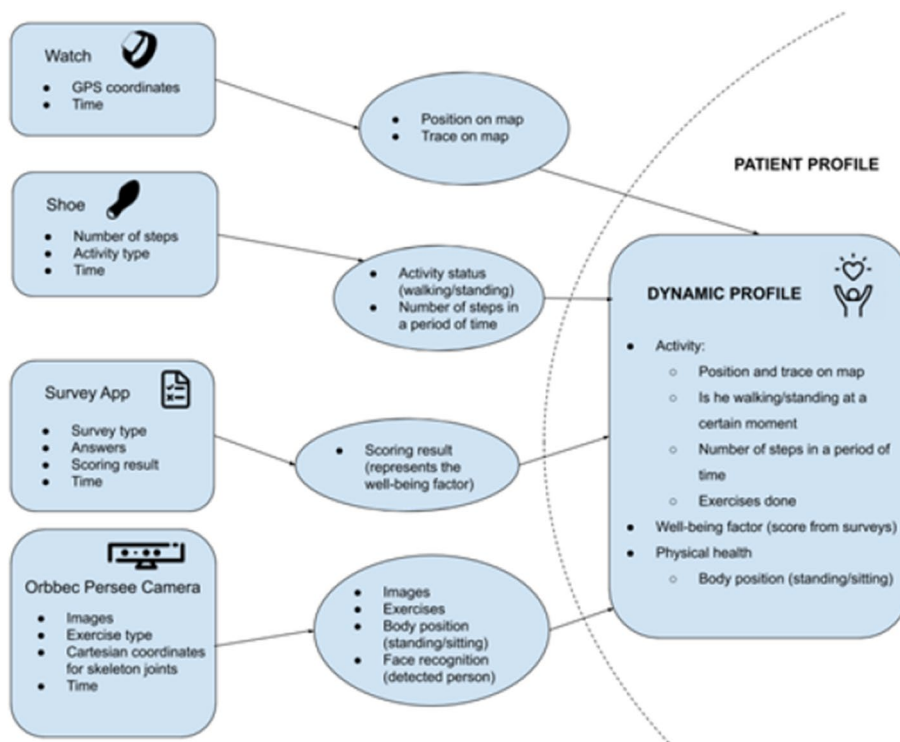 Watch
● GPS coordinates
● Time
● Position on map
● Trace on map
PATIENT PROFILE
Shoe
● Number of steps
● Activity type
● Time
● Activity status
(walking/standing)
● Number of steps in
a period of time
DYNAMIC PROFILE
● Activity:
○ Position and trace on map
○ Is he walking/standing at a
certain moment
○ Number of steps in a period of
time
○ Exercises done
● Well-being factor (score from surveys)
● Physical health
○ Body position (standing/sitting)
Survey App
● Survey type
● Answers
● Scoring result
● Time
● Scoring result
(represents the
well-being factor)
Orbbec Persee Camera
● Images
● Exercise type
● Cartesian coordinates
for skeleton joints
● Time
● Images
● Exercises
● Body position
(standing/sitting)
● Face recognition
(detected person)